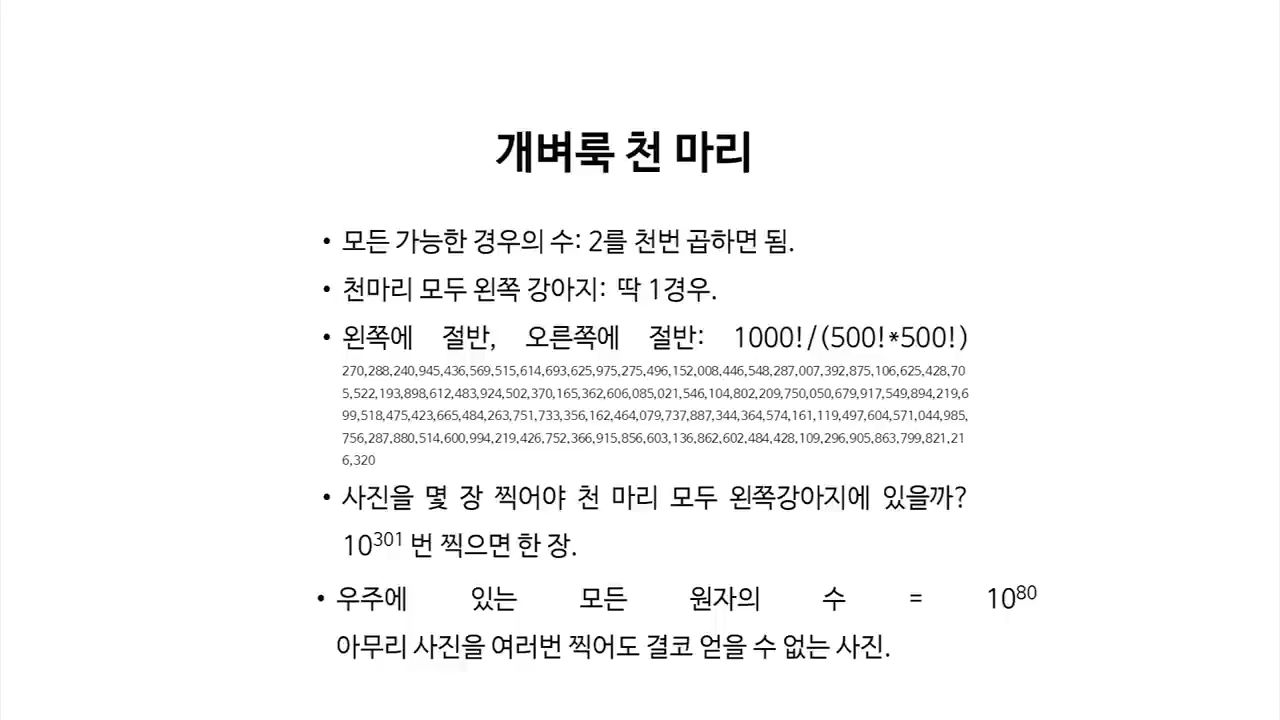 개벼룩 천 마리
• 모든 가능한 경우의 수: 2를 천번 곱하면 됨.
• 천마리 모두 왼쪽 강아지: 딱 1경우.
• 왼쪽에 절반, 오른쪽에 절반: 1000!/(500!*500!)
270,288,240,945,436,569,515,614,693,625,975,275,496,152,008,446,548,287,007,392,875,106,625,428,70
5,522,193,898,612,483,924,502,370,165,362,606,085,021,546,104,802,209,750,050,679,917,549,894,219,6
99,518,475,423,665,484,263,751,733,356,162,464,079,737,887,344,364,574,161,119,497,604,571,044,985,
756,287,880,514,600,994,219,426,752,366,915,856,603,136,862,602,484,428,109,296,905,863,799,821,21
6,320
• 사진을 몇 장 찍어야 천 마리 모두 왼쪽강아지에 있을까?
10³⁰¹ 번 찍으면 한 장.
• 우주에 있는 모든 원자의 수 = 10⁸⁰
아무리 사진을 여러번 찍어도 결코 얻을 수 없는 사진.